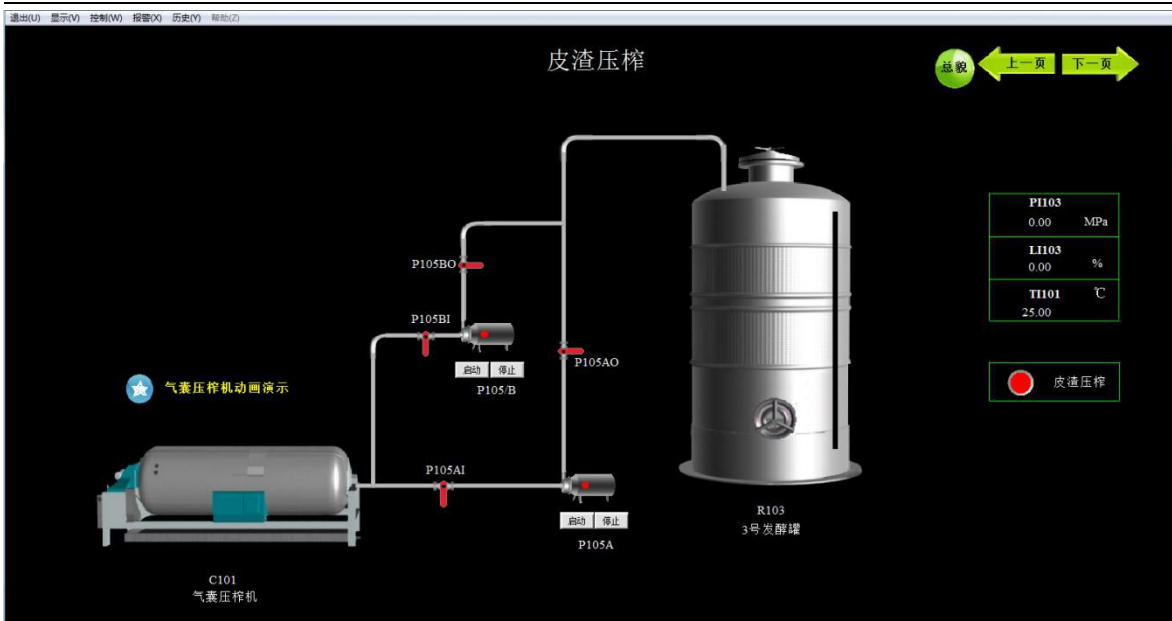 退出(U) 显示(V) 控制(W) 报警(X) 历史(Y) 帮助(Z)
皮渣压榨
总貌 上一页 下一页
PI103
0.00 MPa
LI103
0.00 %
TI101 ℃
25.00
P105BO
P105BI
启动 停止
P105/B
P105AO
皮渣压榨
气囊压榨机动画演示
P105AI
启动 停止
P105A
R103
3号发酵罐
C101
气囊压榨机